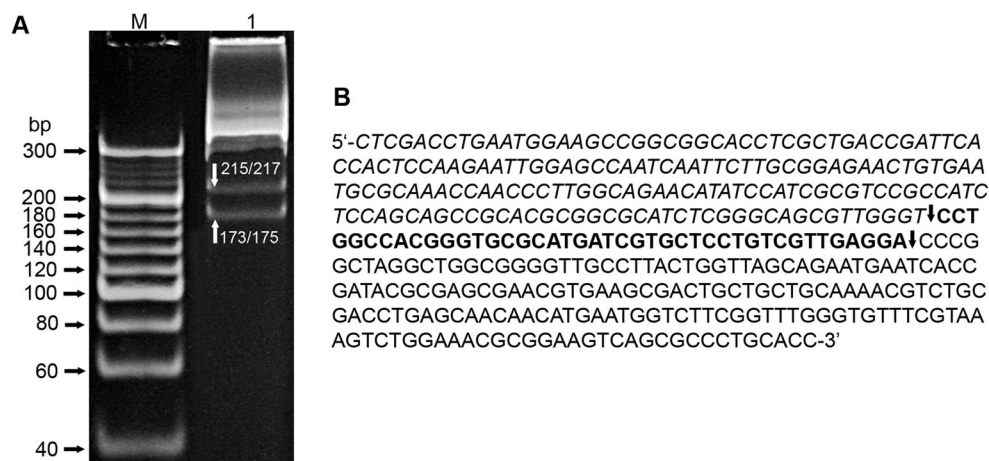 A
M 1
bp
300
200
180
160
140
120
100
80
60
40
215/217
173/175
B
5‘-CTCGACCTGAATGGAAGCCGGCGGCACCTCGCTGACCGATTCA
CCACTCCAAGAATTGGAGCCAATCAATTCTTGCGGAGAACTGTGAA
TGCGCAAACCAACCCTTGGCAGAACATATCCATCGCGTCCGCCATC
TCCAGCAGCCGCACGCGGCGCATCTCGGGCAGCGTTGGGTCCT
GGCCACGGGTGCGCATGATCGTGCTCCTGTCGTTGAGGACCCG
GCTAGGCTGGCGGGGTTGCCTTACTGGTTAGCAGAATGAATCACC
GATACGCGAGCGAACGTGAAGCGACTGCTGCTGCAAAACGTCTGC
GACCTGAGCAACAACATGAATGGTCTTCGGTTTGGGTGTTTCGTAA
AGTCTGGAAACGCGGAAGTCAGCGCCCTGCACC-3’